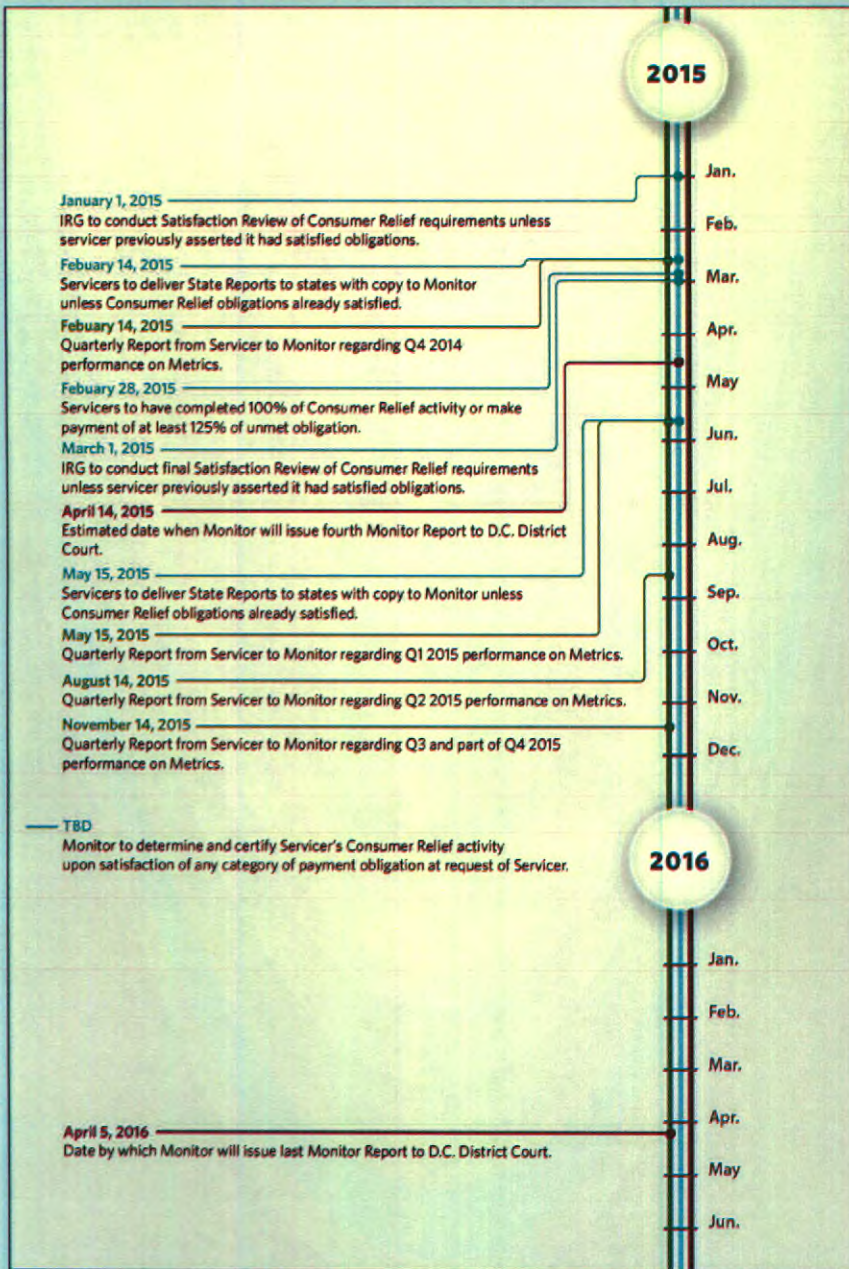 2015
January 1, 2015
IRG to conduct Satisfaction Review of Consumer Relief requirements unless
servicer previously asserted it had satisfied obligations.
Febuary 14, 2015
Servicers to deliver State Reports to states with copy to Monitor
unless Consumer Relief obligations already satisfied.
Febuary 14, 2015
Quarterly Report from Servicer to Monitor regarding Q4 2014
performance on Metrics.
Febuary 28, 2015
Servicers to have completed 100% of Consumer Relief activity or make
payment of at least 125% of unmet obligation.
March 1, 2015
IRG to conduct final Satisfaction Review of Consumer Relief requirements
unless servicer previously asserted it had satisfied obligations.
April 14, 2015
Estimated date when Monitor will issue fourth Monitor Report to D.C. District
Court.
May 15, 2015
Servicers to deliver State Reports to states with copy to Monitor unless
Consumer Relief obligations already satisfied.
May 15, 2015
Quarterly Report from Servicer to Monitor regarding Q1 2015 performance on Metrics.
August 14, 2015
Quarterly Report from Servicer to Monitor regarding Q2 2015 performance on Metrics.
November 14, 2015
Quarterly Report from Servicer to Monitor regarding Q3 and part of Q4 2015
performance on Metrics.
Jan.
Feb.
Mar.
Apr.
May
Jun.
Jul.
Aug.
Sep.
Oct.
Nov.
Dec.
TBD
Monitor to determine and certify Servicer's Consumer Relief activity
upon satisfaction of any category of payment obligation at request of Servicer.
2016
April 5, 2016
Date by which Monitor will issue last Monitor Report to D.C. District Court.
Jan.
Feb.
Mar.
Apr.
May
Jun.